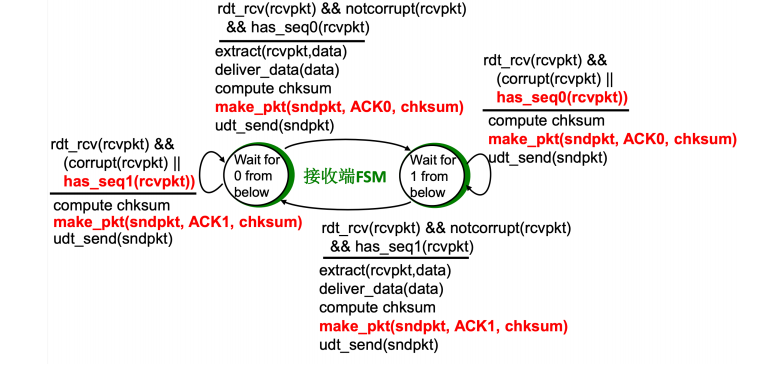 rdt_rcv(rcvpkt) && notcorrupt(rcvpkt)
&& has_seq0(rcvpkt)
extract(rcvpkt,data)
deliver_data(data)
compute chksum
make_pkt(sndpkt, ACK0, chksum)
udt_send(sndpkt)
rdt_rcv(rcvpkt) &&
(corrupt(rcvpkt) ||
has_seq0(rcvpkt))
compute chksum
make_pkt(sndpkt, ACK0, chksum)
udt_send(sndpkt)
rdt_rcv(rcvpkt) &&
(corrupt(rcvpkt) ||
has_seq1(rcvpkt))
compute chksum
make_pkt(sndpkt, ACK1, chksum)
udt_send(sndpkt)
Wait for
0 from
below
接收端FSM
Wait for
1 from
below
rdt_rcv(rcvpkt) && notcorrupt(rcvpkt)
&& has_seq1(rcvpkt)
extract(rcvpkt,data)
deliver_data(data)
compute chksum
make_pkt(sndpkt, ACK1, chksum)
udt_send(sndpkt)